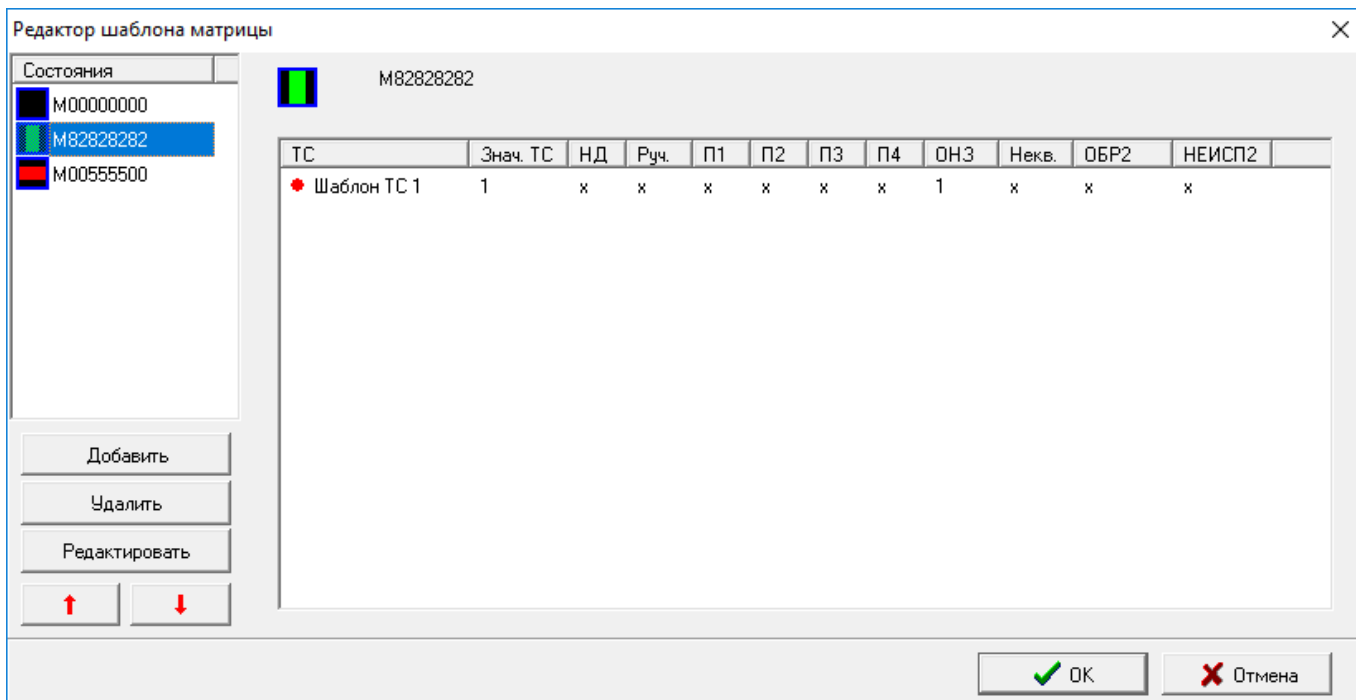 Редактор шаблона матрицы
Состояния
M00000000
M82828282
M00555500
Добавить
Удалить
Редактировать
M82828282
ТС Знач. ТС НД Руч. П1 П2 П3 П4 ОНЗ Некв. ОБР2 НЕИСП2
Шаблон ТС 1 1 x x x x x x 1 x x x
OK
Отмена